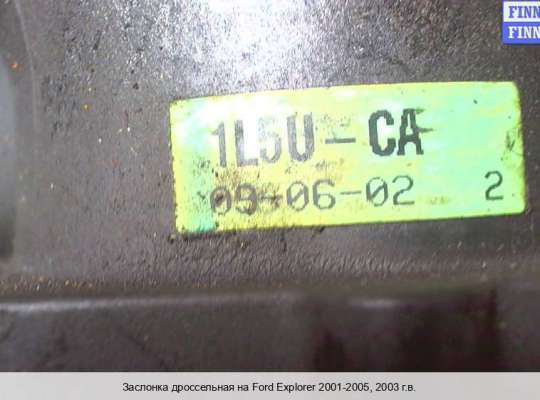 FINN
FINN
1L5U-CA
09-06-02 2
Заслонка дроссельная на Ford Explorer 2001-2005, 2003 г.в.